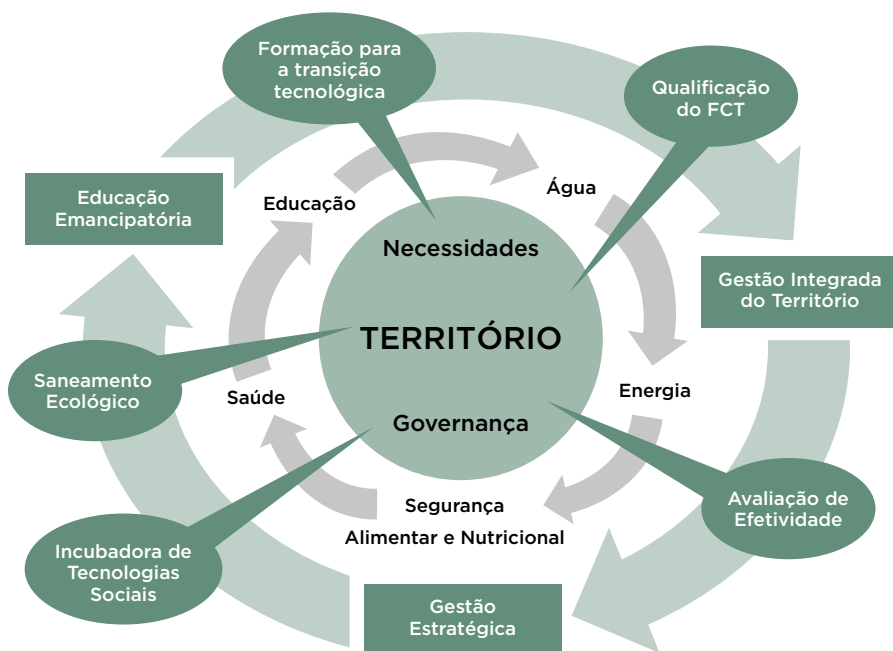 Formação para
a transição
tecnológica
Qualificação
do FCT
Educação
Emancipatória
Educação
Água
Necessidades
Gestão Integrada
do Território
TERRITÓRIO
Saneamento
Ecológico
Saúde
Energia
Governança
Segurança
Alimentar e Nutricional
Avaliação de
Efetividade
Incubadora de
Tecnologias
Sociais
Gestão
Estratégica